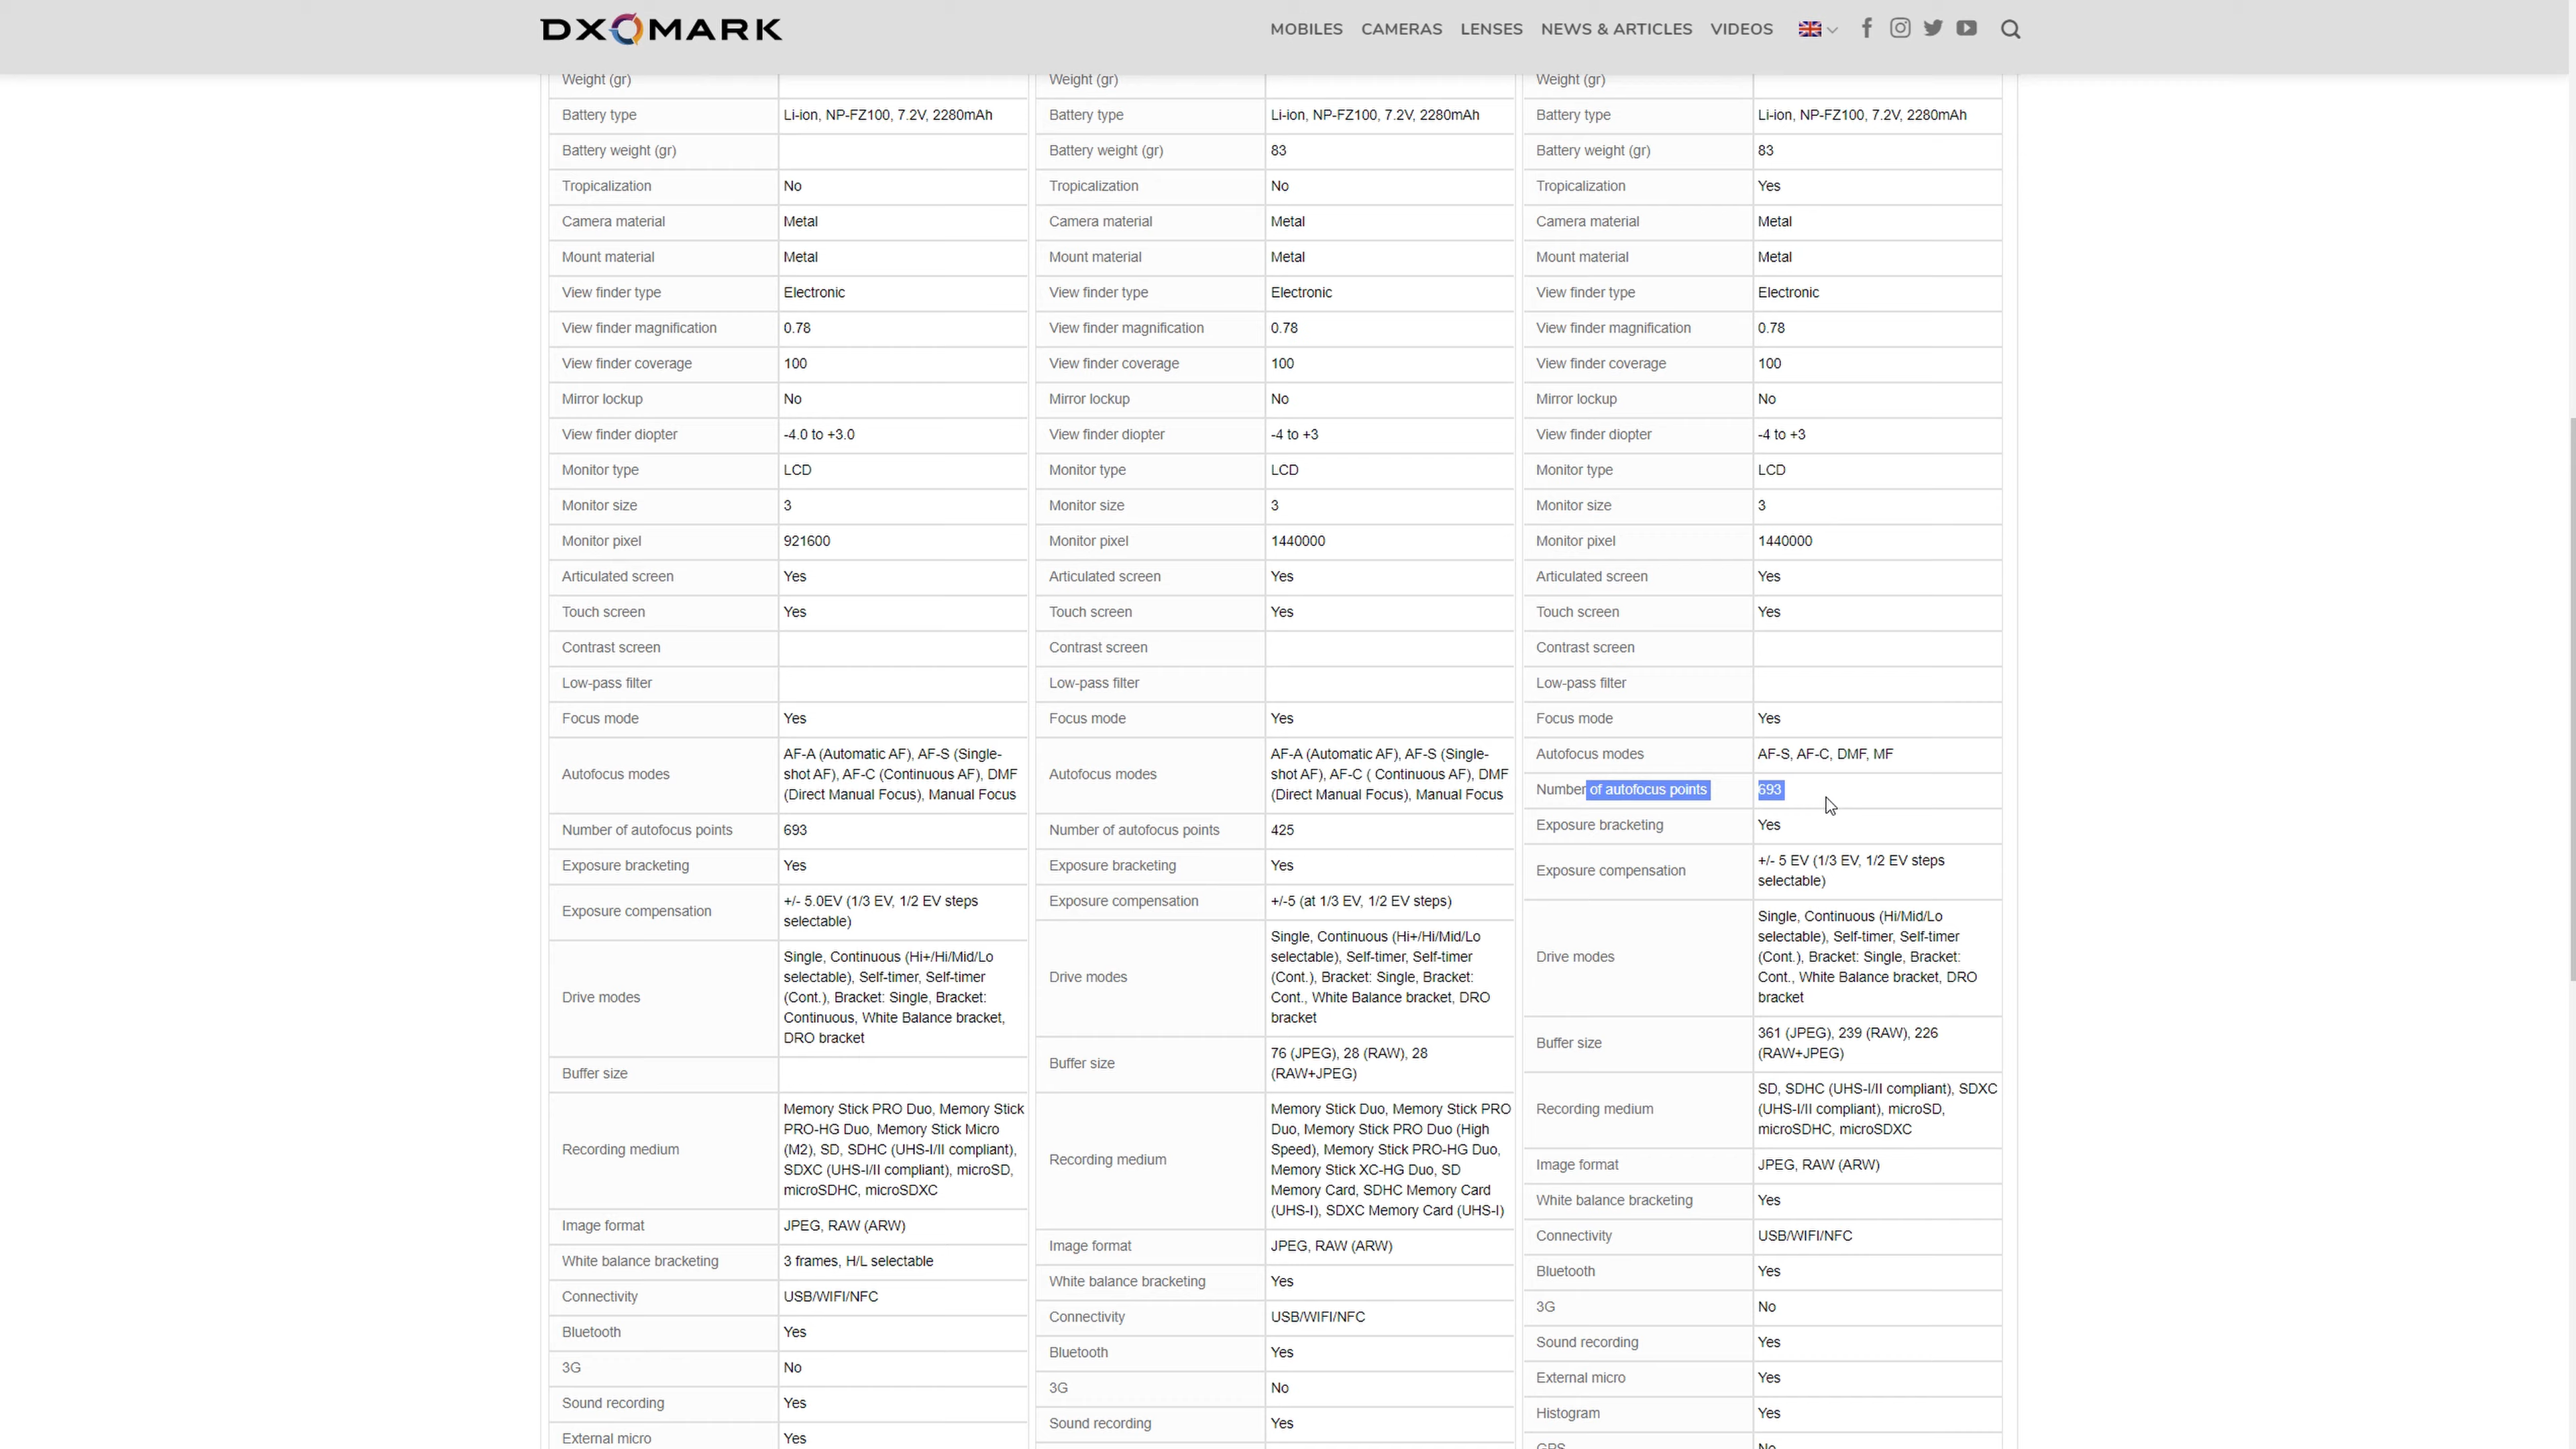 DXOMARK
MOBILES CAMERAS LENSES NEWS & ARTICLES VIDEOS
Weight (gr)
Battery type Li-ion, NP-FZ100, 7.2V, 2280mAh
Battery weight (gr)
Tropicalization No
Camera material Metal
Mount material Metal
View finder type Electronic
View finder magnification 0.78
View finder coverage 100
Mirror lockup No
View finder diopter -4.0 to +3.0
Monitor type LCD
Monitor size 3
Monitor pixel 921600
Articulated screen Yes
Touch screen Yes
Contrast screen
Low-pass filter
Focus mode Yes
Autofocus modes
AF-A (Automatic AF), AF-S (Single-
shot AF), AF-C (Continuous AF), DMF
(Direct Manual Focus), Manual Focus
Number of autofocus points 693
Exposure bracketing Yes
Exposure compensation
+/- 5.0EV (1/3 EV, 1/2 EV steps
selectable)
Drive modes
Single, Continuous (Hi+/Hi/Mid/Lo
selectable), Self-timer, Self-timer
(Cont.), Bracket: Single, Bracket:
Continuous, White Balance bracket,
DRO bracket
Buffer size
Recording medium
Memory Stick PRO Duo, Memory Stick
PRO-HG Duo, Memory Stick Micro
(M2), SD, SDHC (UHS-I/II compliant),
SDXC (UHS-I/II compliant), microSD,
microSDHC, microSDXC
Image format JPEG, RAW (ARW)
White balance bracketing 3 frames, H/L selectable
Connectivity USB/WIFI/NFC
Bluetooth Yes
3G No
Sound recording Yes
External micro Yes
Weight (gr)
Battery type Li-ion, NP-FZ100, 7.2V, 2280mAh
Battery weight (gr) 83
Tropicalization No
Camera material Metal
Mount material Metal
View finder type Electronic
View finder magnification 0.78
View finder coverage 100
Mirror lockup No
View finder diopter -4 to +3
Monitor type LCD
Monitor size 3
Monitor pixel 1440000
Articulated screen Yes
Touch screen Yes
Contrast screen
Low-pass filter
Focus mode Yes
Autofocus modes
AF-A (Automatic AF), AF-S (Single-
shot AF), AF-C ( Continuous AF), DMF
(Direct Manual Focus), Manual Focus
Number of autofocus points 425
Exposure bracketing Yes
Exposure compensation +/-5 (at 1/3 EV, 1/2 EV steps)
Drive modes
Single, Continuous (Hi+/Hi/Mid/Lo
selectable), Self-timer, Self-timer
(Cont.), Bracket: Single, Bracket:
Cont., White Balance bracket, DRO
bracket
Buffer size
76 (JPEG), 28 (RAW), 28
(RAW+JPEG)
Recording medium
Memory Stick Duo, Memory Stick PRO
Duo, Memory Stick PRO Duo (High
Speed), Memory Stick PRO-HG Duo,
Memory Stick XC-HG Duo, SD
Memory Card, SDHC Memory Card
(UHS-I), SDXC Memory Card (UHS-I)
Image format JPEG, RAW (ARW)
White balance bracketing Yes
Connectivity USB/WIFI/NFC
Bluetooth Yes
3G No
Sound recording Yes
Weight (gr)
Battery type Li-ion, NP-FZ100, 7.2V, 2280mAh
Battery weight (gr) 83
Tropicalization Yes
Camera material Metal
Mount material Metal
View finder type Electronic
View finder magnification 0.78
View finder coverage 100
Mirror lockup No
View finder diopter -4 to +3
Monitor type LCD
Monitor size 3
Monitor pixel 1440000
Articulated screen Yes
Touch screen Yes
Contrast screen
Low-pass filter
Focus mode Yes
Autofocus modes AF-S, AF-C, DMF, MF
Number of autofocus points 693
Exposure bracketing Yes
Exposure compensation
+/- 5 EV (1/3 EV, 1/2 EV steps
selectable)
Drive modes
Single, Continuous (Hi/Mid/Lo
selectable), Self-timer, Self-timer
(Cont.), Bracket: Single, Bracket:
Cont., White Balance bracket, DRO
bracket
Buffer size
361 (JPEG), 239 (RAW), 226
(RAW+JPEG)
Recording medium
SD, SDHC (UHS-I/II compliant), SDXC
(UHS-I/II compliant), microSD,
microSDHC, microSDXC
Image format JPEG, RAW (ARW)
White balance bracketing Yes
Connectivity USB/WIFI/NFC
Bluetooth Yes
3G No
Sound recording Yes
External micro Yes
Histogram Yes
GPS No